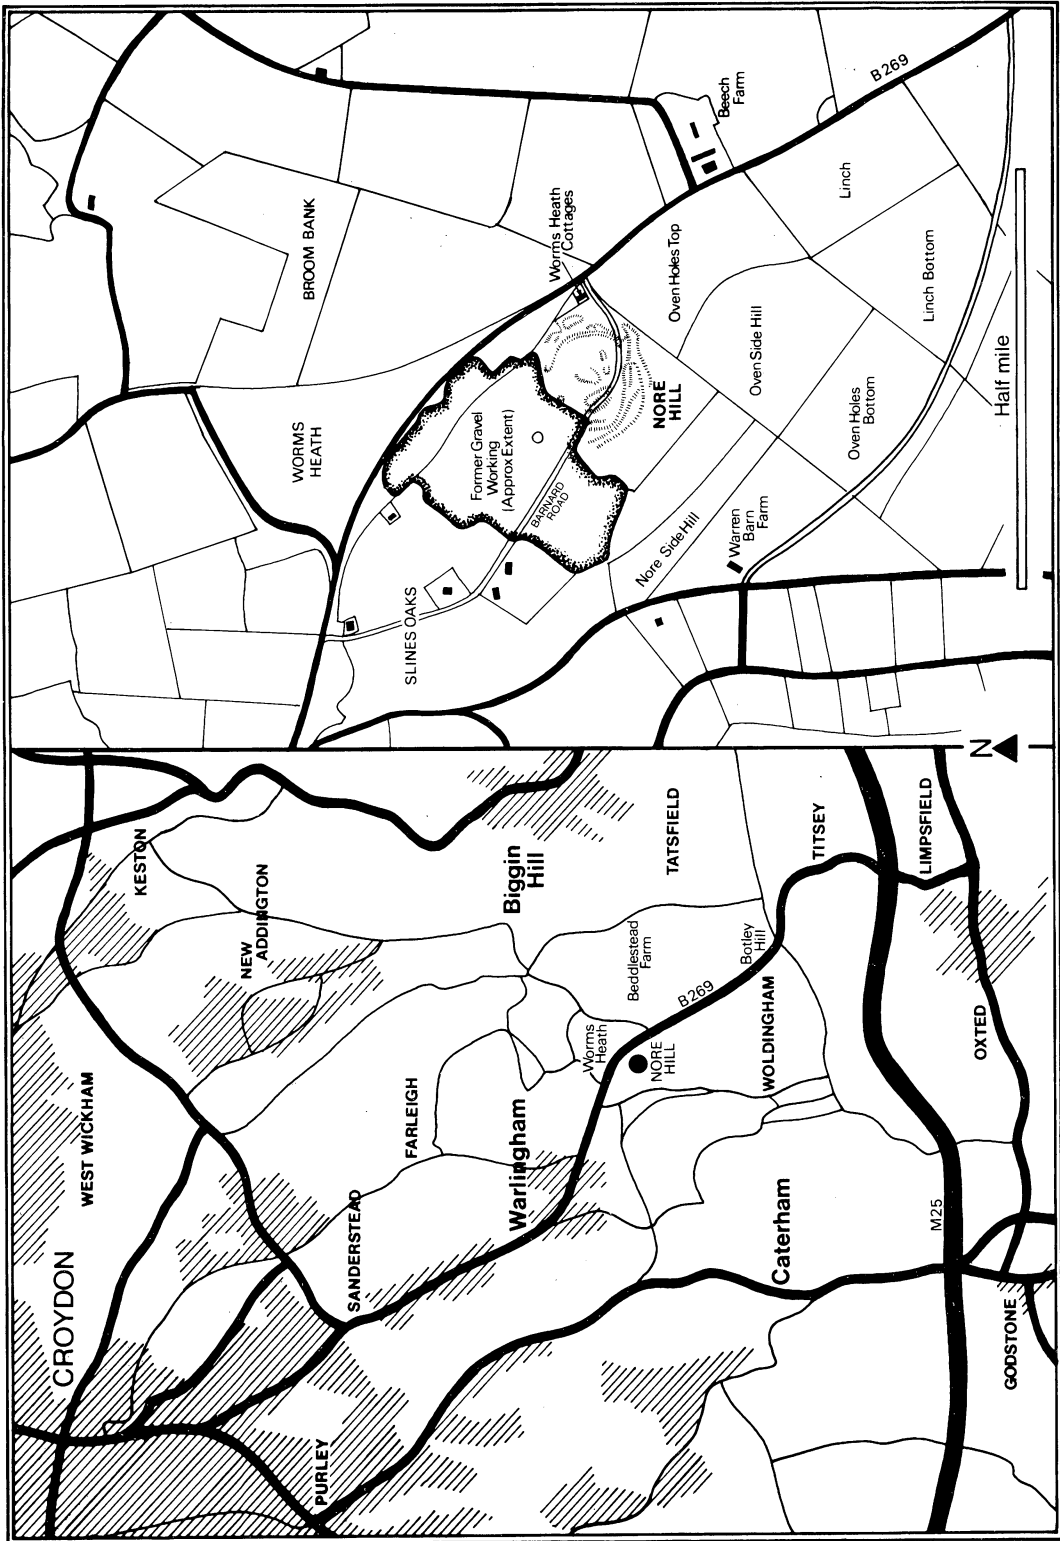 CROYDON
WEST WICKHAM
KESTON
NEW
ADDINGTON
PURLEY
SANDERSTEAD
FARLEIGH
Warlingham
Biggin
Hill
Worms
Heath
Beddlestead
Farm
TATSFIELD
NORE
HILL
B269
Botley
Hill
Caterham
WOLDINGHAM
TITSEY
M25
LIMPSFIELD
GODSTONE
OXTED
N
BROOM BANK
WORMS
HEATH
SLINES OAKS
Former Gravel
Working
(Approx Extent)
BARNARD
ROAD
Worms Heath
Cottages
Beech
Farm
B269
NORE
HILL
Oven Holes Top
Nore Side Hill
Oven Side Hill
Linch
Warren
Barn
Farm
Oven Holes
Bottom
Linch Bottom
Half mile